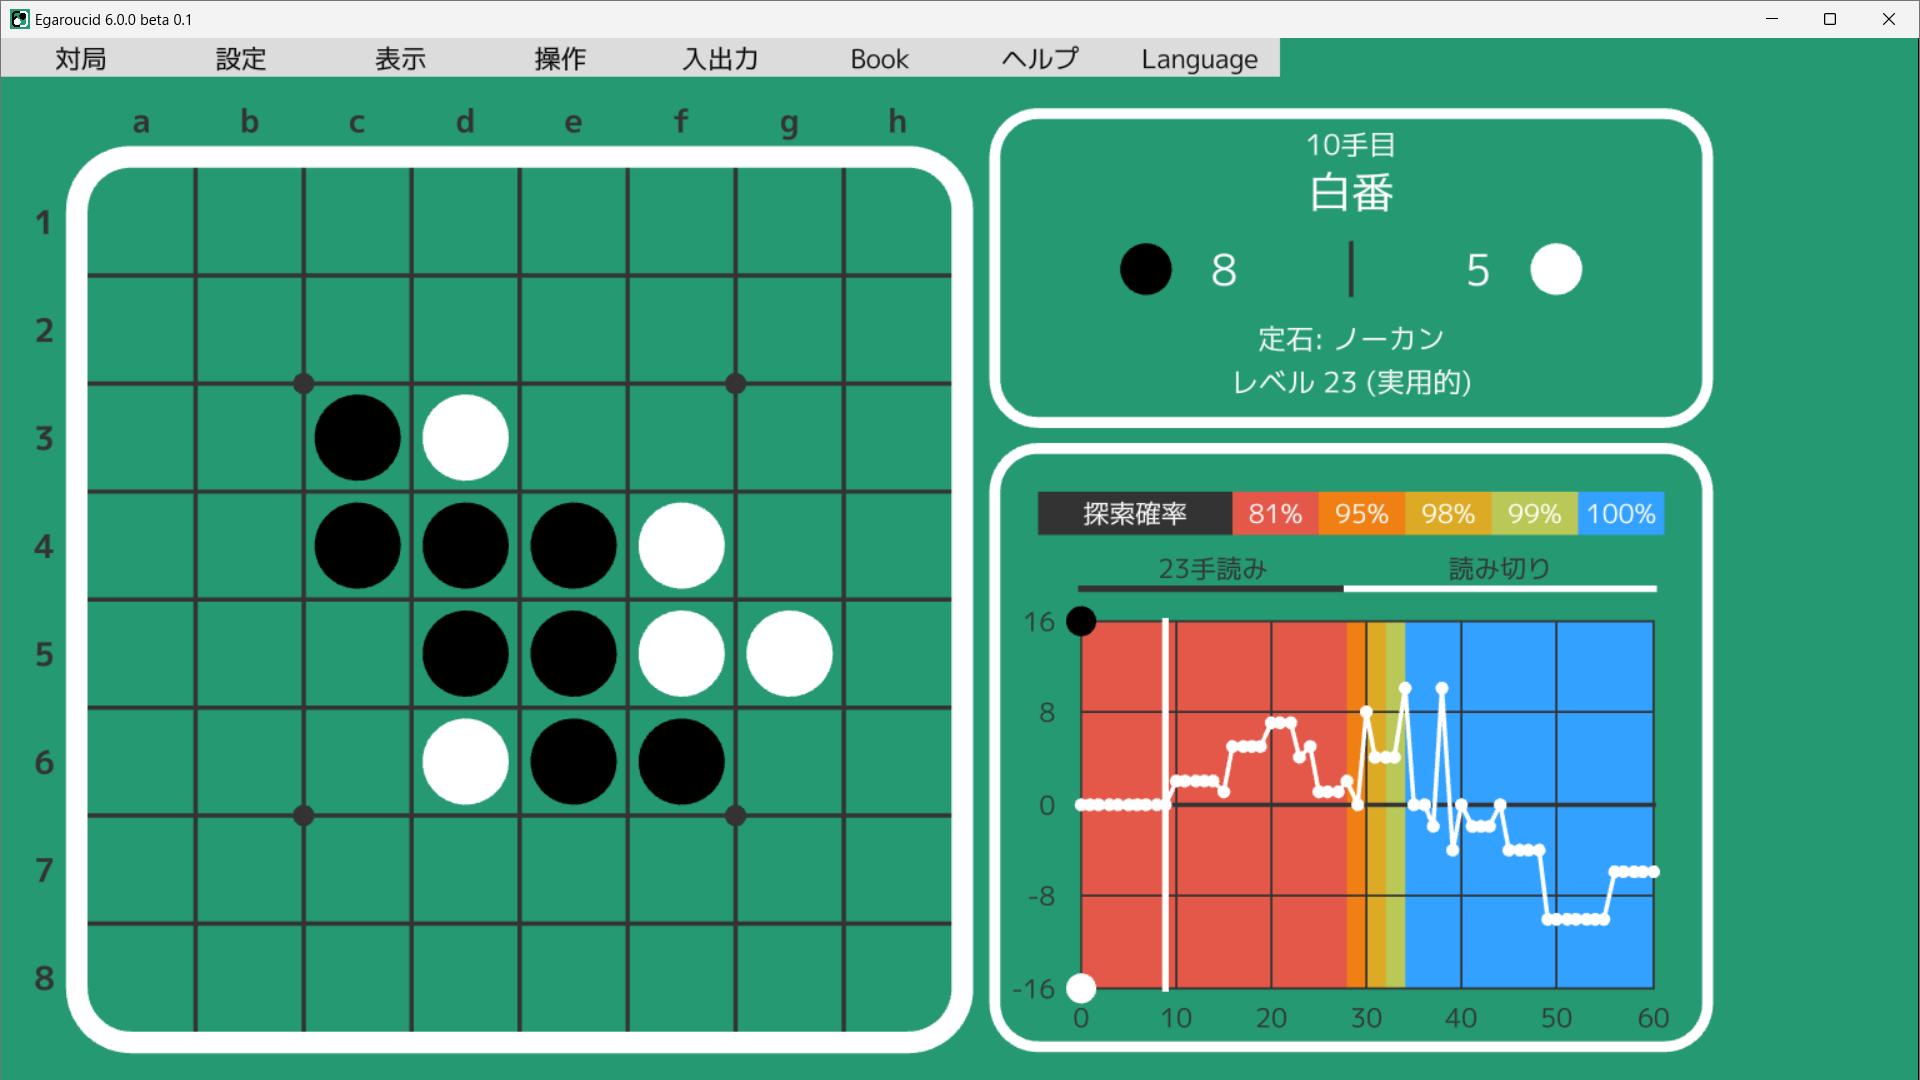 Egaroucid 6.0.0 beta 0.1
対局 設定 表示 操作 入出力 Book ヘルプ Language
a b c d e f g h
1
2
3
4
5
6
7
8
10手目
白番
8 5
定石: ノーカン
レベル 23 (実用的)
探索確率 81% 95% 98% 99% 100%
23手読み 読み切り
16
8
0
-8
-16
0 10 20 30 40 50 60